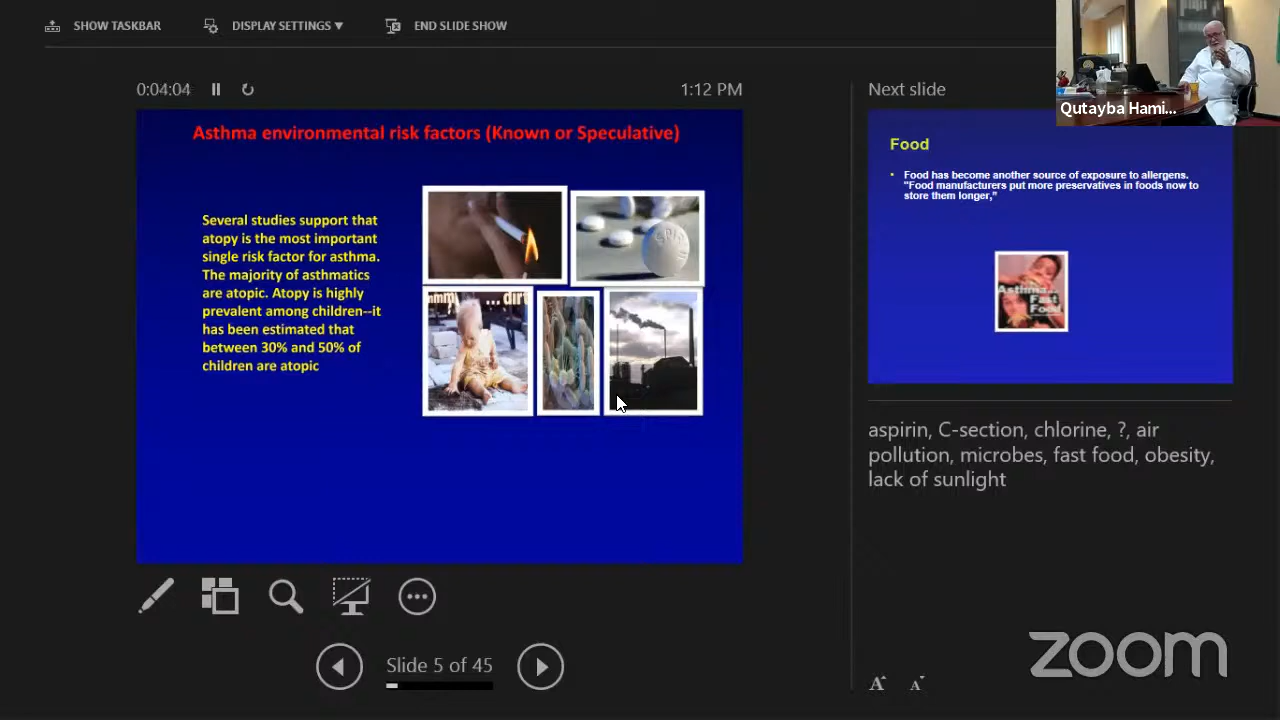 SHOW TASKBAR
DISPLAY SETTINGS ▼
END SLIDE SHOW
0:04:04
1:12 PM
Asthma environmental risk factors (Known or Speculative)
Several studies support that
atopy is the most important
single risk factor for asthma.
The majority of asthmatics
are atopic. Atopy is highly
prevalent among children--it
has been estimated that
between 30% and 50% of
children are atopic
Slide 5 of 45
Next slide
Qutayba Hami...
Food
• Food has become another source of exposure to allergens.
"Food manufacturers put more preservatives in foods now to
store them longer,"
Asthma...
Fast
Food
aspirin, C-section, chlorine, ?, air
pollution, microbes, fast food, obesity,
lack of sunlight
A A
zoom